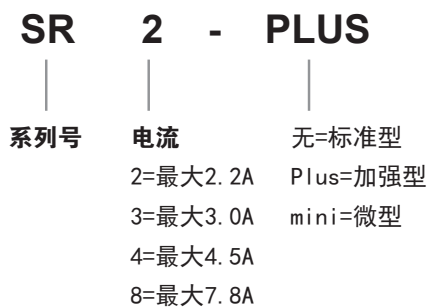 SR 2 - PLUS
系列号 电流 无=标准型
2=最大2.2A Plus=加强型
3=最大3.0A mini=微型
4=最大4.5A
8=最大7.8A